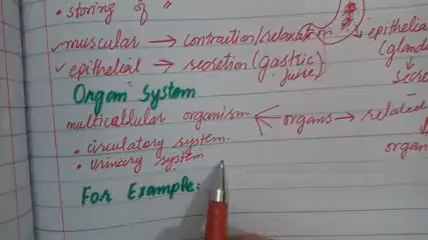 • storing of "
✓ muscular → contraction/relaxation
✓ epithelial → secretion (gastric juice)
epithelial
(gland
↓
secre
Organ System
multicellular organism ← organs → related
• circulatory system.
• urinary system
organ
For Example: